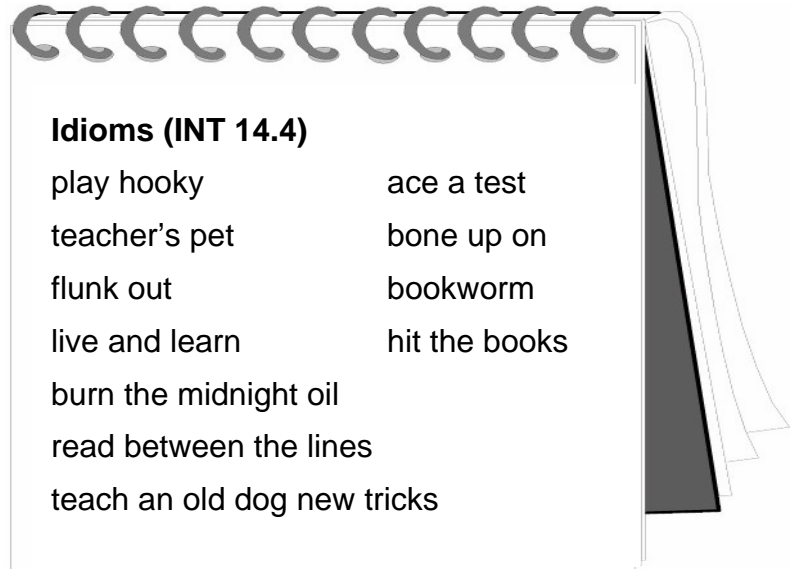 Idioms (INT 14.4)
play hooky
teacher's pet
flunk out
live and learn
burn the midnight oil
read between the lines
teach an old dog new tricks
ace a test
bone up on
bookworm
hit the books